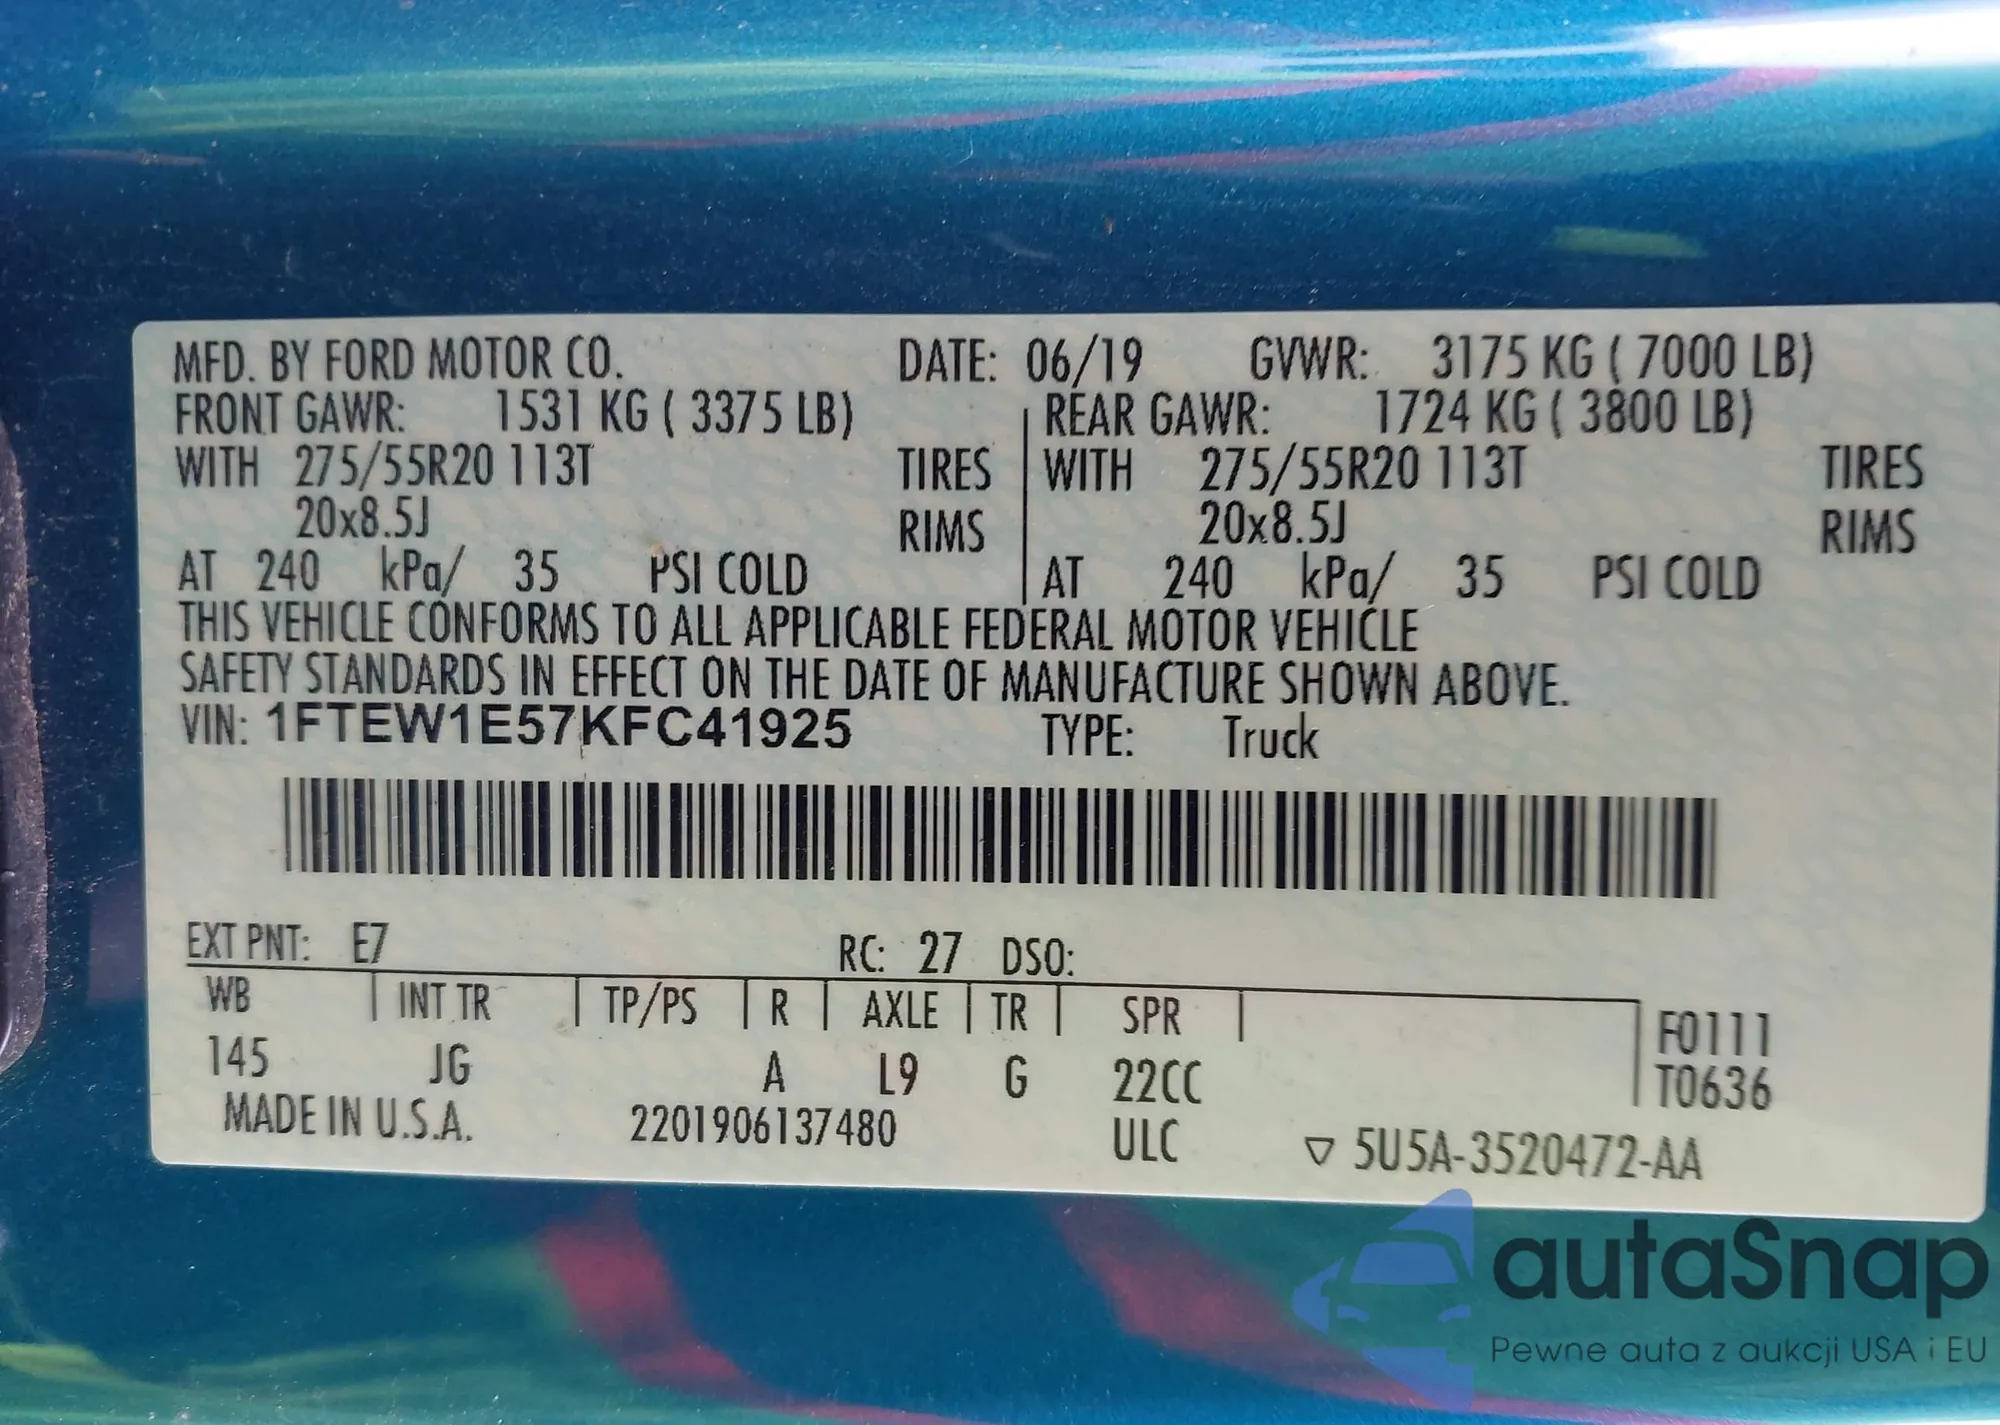 MFD. BY FORD MOTOR CO. DATE: 06/19 GVWR: 3175 KG ( 7000 LB)
FRONT GAWR: 1531 KG ( 3375 LB) REAR GAWR: 1724 KG ( 3800 LB)
WITH 275/55R20 113T TIRES WITH 275/55R20 113T TIRES
20x8.5J RIMS 20x8.5J RIMS
AT 240 kPa/ 35 PSI COLD AT 240 kPa/ 35 PSI COLD
THIS VEHICLE CONFORMS TO ALL APPLICABLE FEDERAL MOTOR VEHICLE
SAFETY STANDARDS IN EFFECT ON THE DATE OF MANUFACTURE SHOWN ABOVE.
VIN: 1FTEW1E57KFC41925 TYPE: Truck
EXT PNT: E7 RC: 27 DSO:
WB INT TR TP/PS R AXLE TR SPR F0111
145 JG A L9 G 22CC T0636
MADE IN U.S.A. 2201906137480 ULC ▽ 5U5A-3520472-AA
autaSnap
Pewne auta z aukcji USA i EU